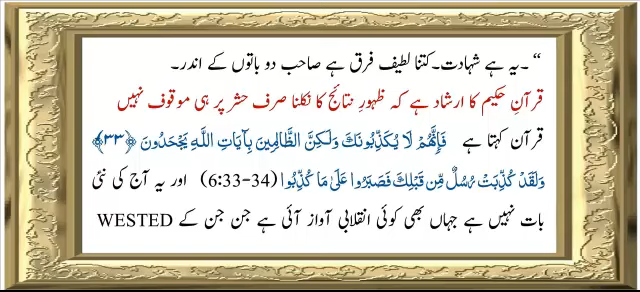 “ ۔یہ ہے شہادت۔کتنا لطیف فرق ہے صاحب دو باتوں کے اندر۔
قرآنِ حکیم کا ارشاد ہے کہ ظہورِ نتائج کا نکلنا صرف حشر پر ہی موقوف نہیں
قرآن کہتا ہے فَإِنَّهُمْ لَا يُكَذِّبُونَكَ وَلَكِنَّ الظَّالِمِينَ بِآيَاتِ اللَّهِ يَجْحَدُونَ ﴿۳۳﴾
وَلَقَدْ كُذِّبَتْ رُسُلٌ مِّن قَبْلِكَ فَصَبَرُوا عَلَىٰ مَا كُذِّبُوا (6:33-34) اور یہ آج کی نئی
بات نہیں ہے جہاں بھی کوئی انقلابی آواز آئی ہے جن جن کے WESTED